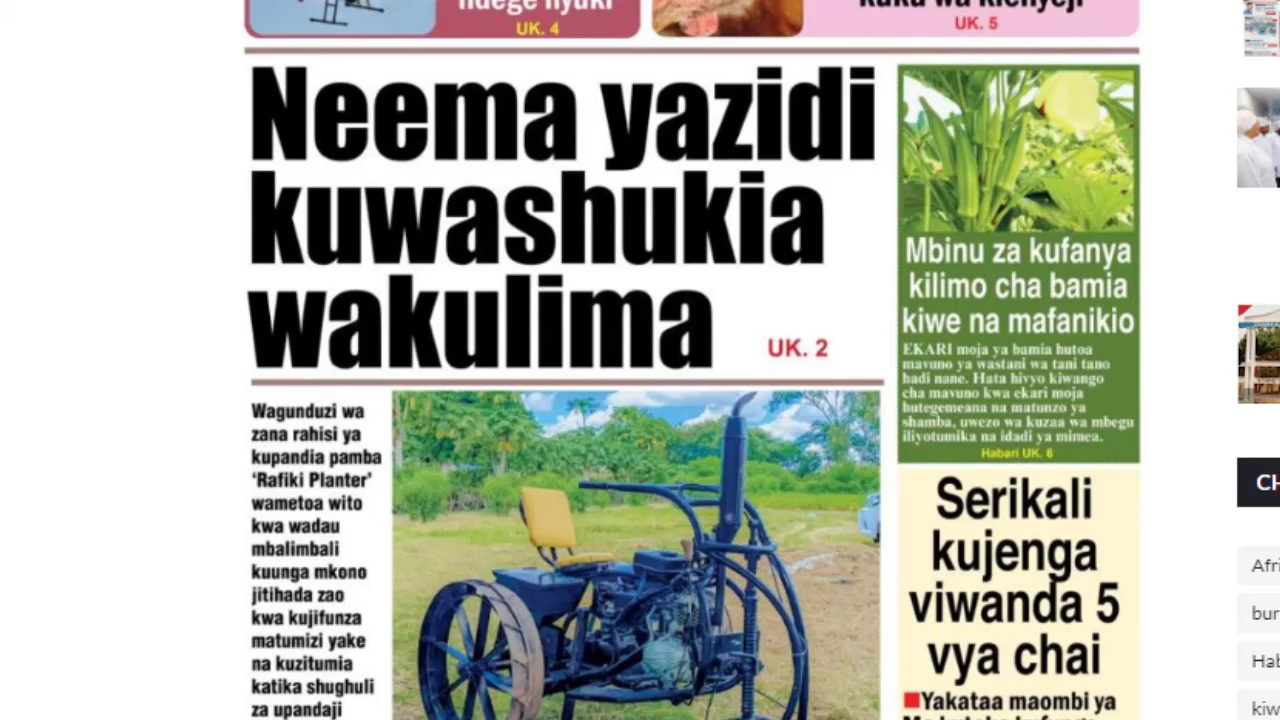 ndege nyuki
UK. 4
kuku wa kienyeji
UK. 5
Neema yazidi
kuwashukia
wakulima
UK. 2
Wagunduzi wa
zana rahisi ya
kupandia pamba
‘Rafiki Planter’
wametoa wito
kwa wadau
mbalimbali
kuunga mkono
jitihada zao
kwa kujifunza
matumizi yake
na kuzitumia
katika shughuli
za upandaji
Mbinu za kufanya
kilimo cha bamia
kiwe na mafanikio
EKARI moja ya bamia hutoa
mavuno ya wastani wa tani tano
hadi nane. Hata hivyo kiwango
cha mavuno kwa ekari moja
hutegemeana na matunzo ya
shamba, uwezo wa kuzaa wa mbegu
iliyotumika na idadi ya mimea.
Habari UK. 6
Serikali
kujenga
viwanda 5
vya chai
Yakataa maombi ya
CH
Afri
bur
Hab
kiw